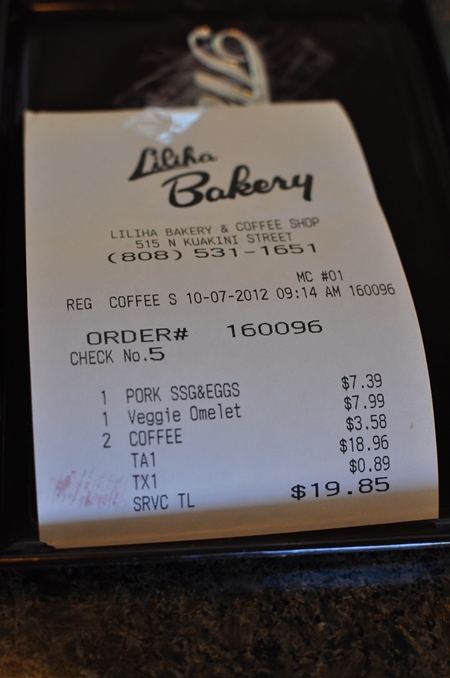 Liliha
Bakery
LILIHA BAKERY & COFFEE SHOP
515 N KUAKINI STREET
(808) 531-1651
MC #01
REG COFFEE S 10-07-2012 09:14 AM 160096
ORDER# 160096
CHECK No.5
1 PORK SSG&EGGS $7.39
1 Veggie Omelet $7.99
2 COFFEE $3.58
TA1 $18.96
TX1 $0.89
SRVC TL $19.85